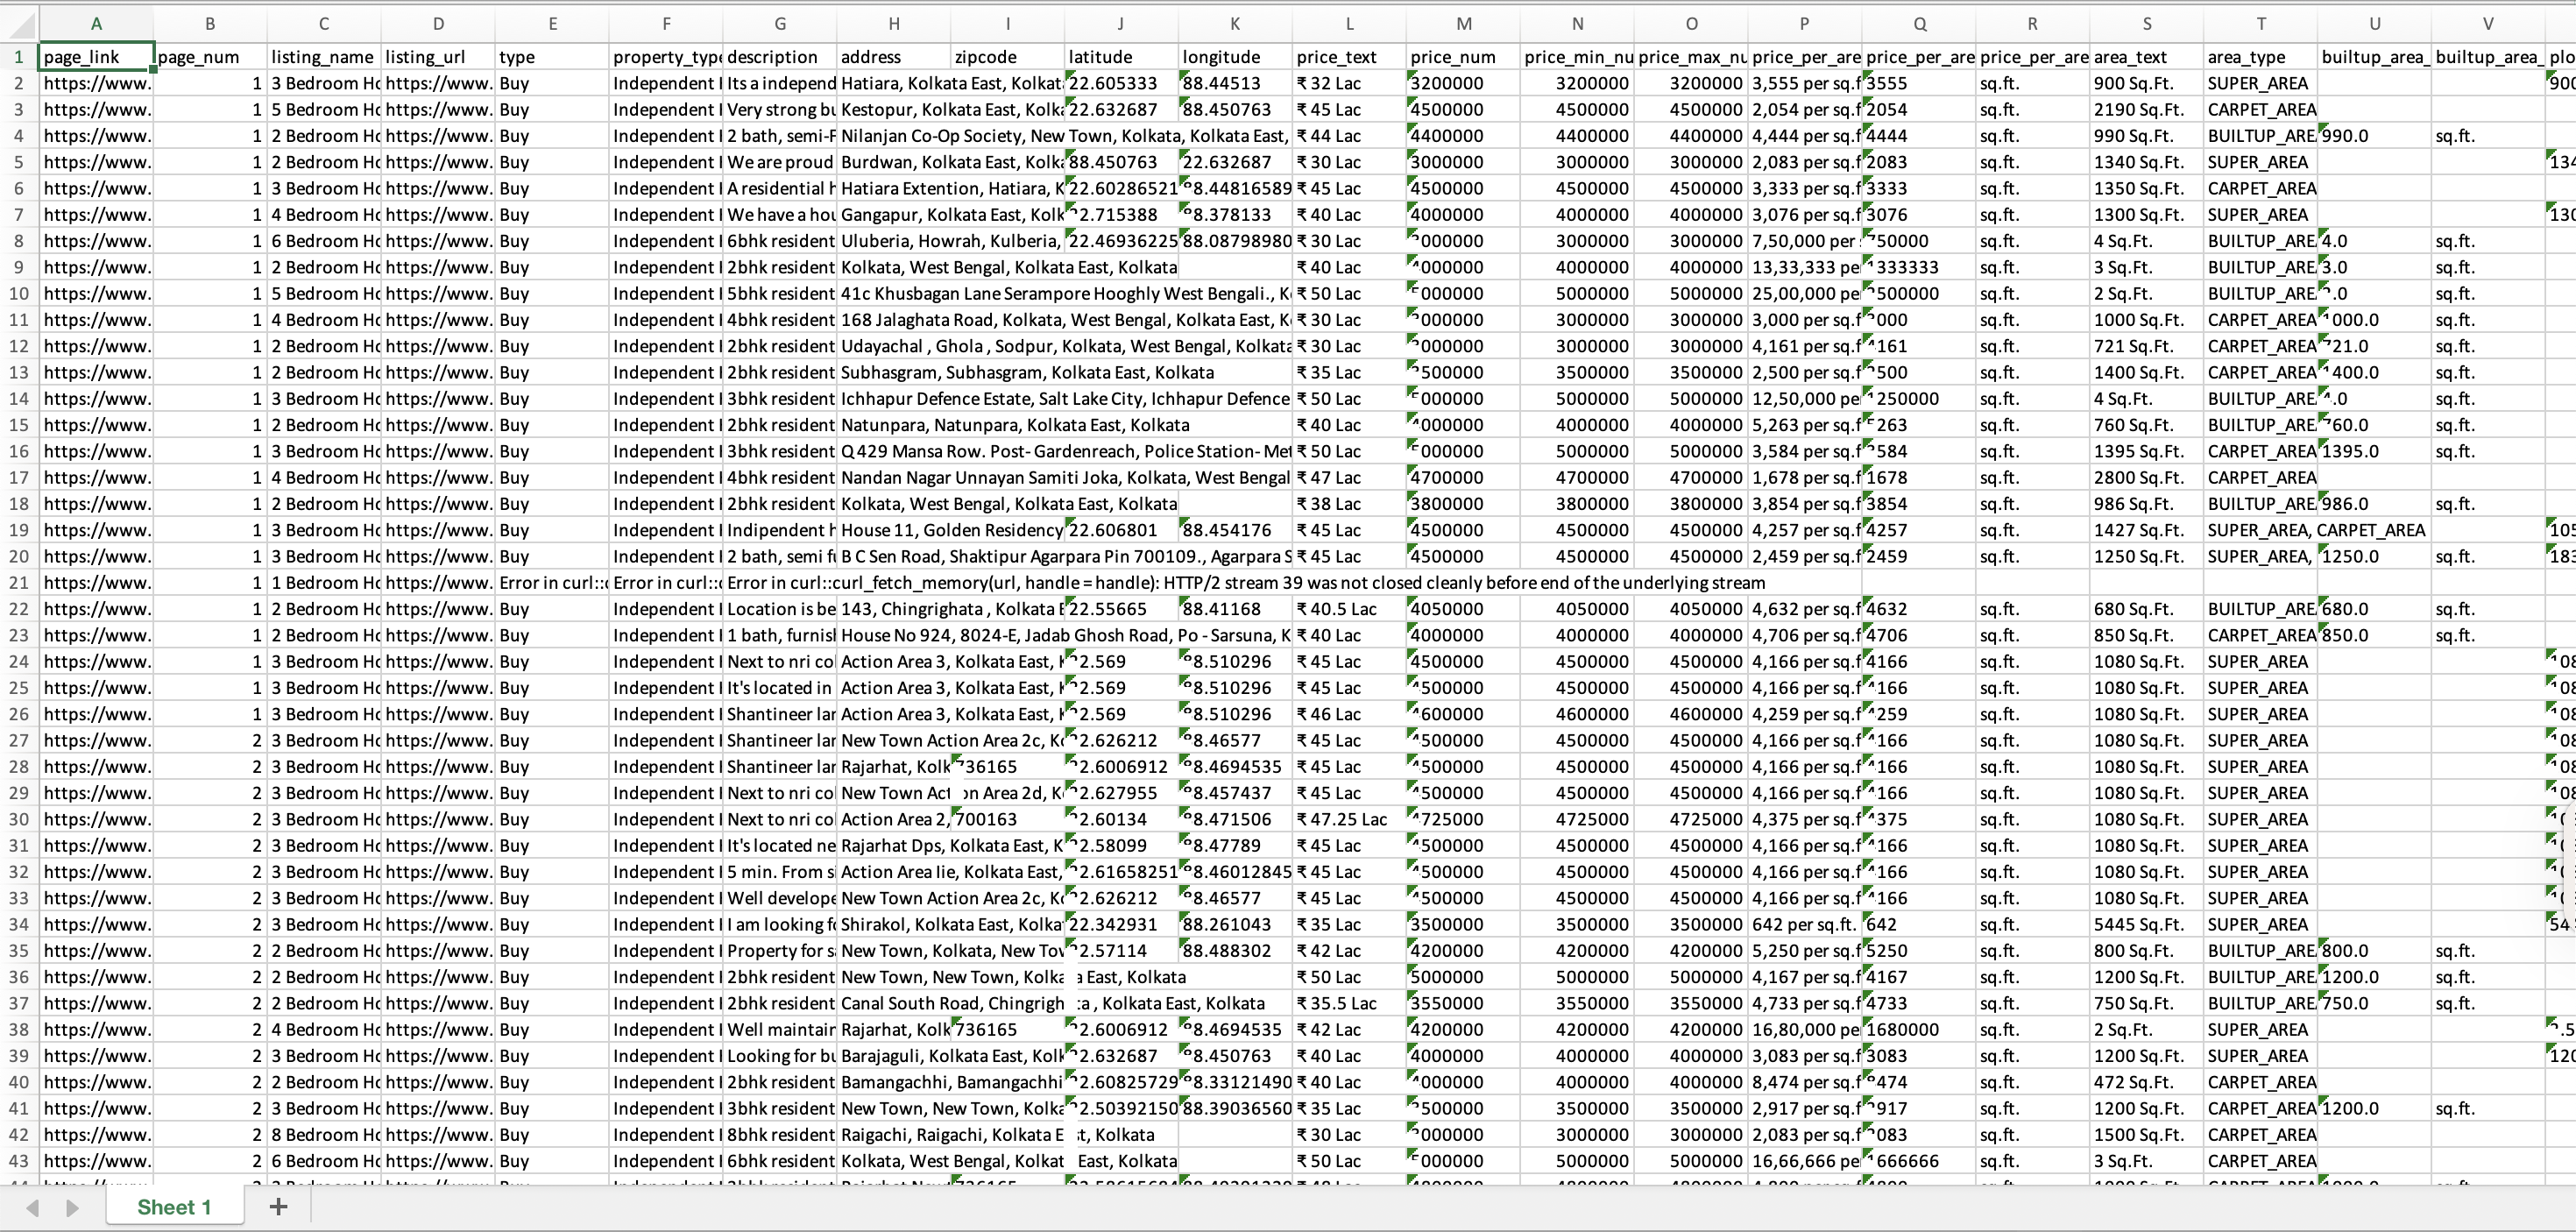 A B C D E F G H I J K L M N O P Q R S T U V
1 page_link page_num listing_name listing_url type property_type description address zipcode latitude longitude price_text price_num price_min_nu price_max_nu price_per_are price_per_are price_per_are area_text area_type builtup_area_ builtup_area_ plo
2 https://www. 1 3 Bedroom Ho https://www. Buy Independent Its a independ Hatiara, Kolkata East, Kolkat 22.605333 88.44513 ₹ 32 Lac 3200000 3200000 3200000 3,555 per sq.f 3555 sq.ft. 900 Sq.Ft. SUPER_AREA 900
3 https://www. 1 5 Bedroom Ho https://www. Buy Independent Very strong bu Kestopur, Kolkata East, Kolka 22.632687 88.450763 ₹ 45 Lac 4500000 4500000 4500000 2,054 per sq.f 2054 sq.ft. 2190 Sq.Ft. CARPET_AREA
4 https://www. 1 2 Bedroom Ho https://www. Buy Independent 2 bath, semi-F Nilanjan Co-Op Society, New Town, Kolkata, Kolkata East, ₹ 44 Lac 4400000 4400000 4400000 4,444 per sq.f 4444 sq.ft. 990 Sq.Ft. BUILTUP_ARE 990.0 sq.ft.
5 https://www. 1 2 Bedroom Ho https://www. Buy Independent We are proud Burdwan, Kolkata East, Kolka 88.450763 22.632687 ₹ 30 Lac 3000000 3000000 3000000 2,083 per sq.f 2083 sq.ft. 1340 Sq.Ft. SUPER_AREA 134
6 https://www. 1 3 Bedroom Ho https://www. Buy Independent A residential h Hatiara Extention, Hatiara, K 22.60286521 88.44816589 ₹ 45 Lac 4500000 4500000 4500000 3,333 per sq.f 3333 sq.ft. 1350 Sq.Ft. CARPET_AREA
7 https://www. 1 4 Bedroom Ho https://www. Buy Independent We have a hou Gangapur, Kolkata East, Kolk 22.715388 88.378133 ₹ 40 Lac 4000000 4000000 4000000 3,076 per sq.f 3076 sq.ft. 1300 Sq.Ft. SUPER_AREA 130
8 https://www. 1 6 Bedroom Ho https://www. Buy Independent 6bhk resident Uluberia, Howrah, Kulberia, 22.46936225 88.08798980 ₹ 30 Lac 3000000 3000000 3000000 7,50,000 per 750000 sq.ft. 4 Sq.Ft. BUILTUP_ARE 4.0 sq.ft.
9 https://www. 1 2 Bedroom Ho https://www. Buy Independent 2bhk resident Kolkata, West Bengal, Kolkata East, Kolkata ₹ 40 Lac 4000000 4000000 4000000 13,33,333 pe 1333333 sq.ft. 3 Sq.Ft. BUILTUP_ARE 3.0 sq.ft.
10 https://www. 1 5 Bedroom Ho https://www. Buy Independent 5bhk resident 41c Khusbagan Lane Serampore Hooghly West Bengali., K ₹ 50 Lac 5000000 5000000 5000000 25,00,000 pe 2500000 sq.ft. 2 Sq.Ft. BUILTUP_ARE 2.0 sq.ft.
11 https://www. 1 4 Bedroom Ho https://www. Buy Independent 4bhk resident 168 Jalaghata Road, Kolkata, West Bengal, Kolkata East, K ₹ 30 Lac 3000000 3000000 3000000 3,000 per sq.f 3000 sq.ft. 1000 Sq.Ft. CARPET_AREA 1000.0 sq.ft.
12 https://www. 1 2 Bedroom Ho https://www. Buy Independent 2bhk resident Udayachal , Ghola , Sodpur, Kolkata, West Bengal, Kolkata ₹ 30 Lac 3000000 3000000 3000000 4,161 per sq.f 4161 sq.ft. 721 Sq.Ft. CARPET_AREA 721.0 sq.ft.
13 https://www. 1 2 Bedroom Ho https://www. Buy Independent 2bhk resident Subhasgram, Subhasgram, Kolkata East, Kolkata ₹ 35 Lac 3500000 3500000 3500000 2,500 per sq.f 2500 sq.ft. 1400 Sq.Ft. CARPET_AREA 1400.0 sq.ft.
14 https://www. 1 3 Bedroom Ho https://www. Buy Independent 3bhk resident Ichhapur Defence Estate, Salt Lake City, Ichhapur Defence ₹ 50 Lac 5000000 5000000 5000000 12,50,000 pe 1250000 sq.ft. 4 Sq.Ft. BUILTUP_ARE 4.0 sq.ft.
15 https://www. 1 2 Bedroom Ho https://www. Buy Independent 2bhk resident Natunpara, Natunpara, Kolkata East, Kolkata ₹ 40 Lac 4000000 4000000 4000000 5,263 per sq.f 5263 sq.ft. 760 Sq.Ft. BUILTUP_ARE 760.0 sq.ft.
16 https://www. 1 3 Bedroom Ho https://www. Buy Independent 3bhk resident Q 429 Mansa Row. Post- Gardenreach, Police Station- Met ₹ 50 Lac 5000000 5000000 5000000 3,584 per sq.f 3584 sq.ft. 1395 Sq.Ft. CARPET_AREA 1395.0 sq.ft.
17 https://www. 1 4 Bedroom Ho https://www. Buy Independent 4bhk resident Nandan Nagar Unnayan Samiti Joka, Kolkata, West Bengal ₹ 47 Lac 4700000 4700000 4700000 1,678 per sq.f 1678 sq.ft. 2800 Sq.Ft. CARPET_AREA
18 https://www. 1 2 Bedroom Ho https://www. Buy Independent 2bhk resident Kolkata, West Bengal, Kolkata East, Kolkata ₹ 38 Lac 3800000 3800000 3800000 3,854 per sq.f 3854 sq.ft. 986 Sq.Ft. BUILTUP_ARE 986.0 sq.ft.
19 https://www. 1 3 Bedroom Ho https://www. Buy Independent Indipendent h House 11, Golden Residency 22.606801 88.454176 ₹ 45 Lac 4500000 4500000 4500000 4,257 per sq.f 4257 sq.ft. 1427 Sq.Ft. SUPER_AREA, CARPET_AREA 105
20 https://www. 1 3 Bedroom Ho https://www. Buy Independent 2 bath, semi fu B C Sen Road, Shaktipur Agarpara Pin 700109., Agarpara S ₹ 45 Lac 4500000 4500000 4500000 2,459 per sq.f 2459 sq.ft. 1250 Sq.Ft. SUPER_AREA, 1250.0 sq.ft. 183
21 https://www. 1 1 Bedroom Ho https://www. Error in curl::c Error in curl::c Error in curl::curl_fetch_memory(url, handle = handle): HTTP/2 stream 39 was not closed cleanly before end of the underlying stream
22 https://www. 1 2 Bedroom Ho https://www. Buy Independent Location is be 143, Chingrighata , Kolkata E 22.55665 88.41168 ₹ 40.5 Lac 4050000 4050000 4050000 4,632 per sq.f 4632 sq.ft. 680 Sq.Ft. BUILTUP_ARE 680.0 sq.ft.
23 https://www. 1 2 Bedroom Ho https://www. Buy Independent 1 bath, furnish House No 924, 8024-E, Jadab Ghosh Road, Po - Sarsuna, K ₹ 40 Lac 4000000 4000000 4000000 4,706 per sq.f 4706 sq.ft. 850 Sq.Ft. CARPET_AREA 850.0 sq.ft.
24 https://www. 1 3 Bedroom Ho https://www. Buy Independent Next to nri co Action Area 3, Kolkata East, K 22.569 88.510296 ₹ 45 Lac 4500000 4500000 4500000 4,166 per sq.f 4166 sq.ft. 1080 Sq.Ft. SUPER_AREA 108
25 https://www. 1 3 Bedroom Ho https://www. Buy Independent It's located in Action Area 3, Kolkata East, K 22.569 88.510296 ₹ 45 Lac 4500000 4500000 4500000 4,166 per sq.f 4166 sq.ft. 1080 Sq.Ft. SUPER_AREA 108
26 https://www. 1 3 Bedroom Ho https://www. Buy Independent Shantineer lar Action Area 3, Kolkata East, K 22.569 88.510296 ₹ 46 Lac 4600000 4600000 4600000 4,259 per sq.f 4259 sq.ft. 1080 Sq.Ft. SUPER_AREA 108
27 https://www. 2 3 Bedroom Ho https://www. Buy Independent Shantineer lar New Town Action Area 2c, Ko 22.626212 88.46577 ₹ 45 Lac 4500000 4500000 4500000 4,166 per sq.f 4166 sq.ft. 1080 Sq.Ft. SUPER_AREA 108
28 https://www. 2 3 Bedroom Ho https://www. Buy Independent Shantineer lar Rajarhat, Kolk 736165 22.6006912 88.4694535 ₹ 45 Lac 4500000 4500000 4500000 4,166 per sq.f 4166 sq.ft. 1080 Sq.Ft. SUPER_AREA 108
29 https://www. 2 3 Bedroom Ho https://www. Buy Independent Next to nri co New Town Action Area 2d, K 22.627955 88.457437 ₹ 45 Lac 4500000 4500000 4500000 4,166 per sq.f 4166 sq.ft. 1080 Sq.Ft. SUPER_AREA 108
30 https://www. 2 3 Bedroom Ho https://www. Buy Independent Next to nri co Action Area 2, 700163 22.60134 88.471506 ₹ 47.25 Lac 4725000 4725000 4725000 4,375 per sq.f 4375 sq.ft. 1080 Sq.Ft. SUPER_AREA
31 https://www. 2 3 Bedroom Ho https://www. Buy Independent It's located ne Rajarhat Dps, Kolkata East, K 22.58099 88.47789 ₹ 45 Lac 4500000 4500000 4500000 4,166 per sq.f 4166 sq.ft. 1080 Sq.Ft. SUPER_AREA
32 https://www. 2 3 Bedroom Ho https://www. Buy Independent 5 min. From si Action Area Iie, Kolkata East, 22.61658251 88.46012845 ₹ 45 Lac 4500000 4500000 4500000 4,166 per sq.f 4166 sq.ft. 1080 Sq.Ft. SUPER_AREA
33 https://www. 2 3 Bedroom Ho https://www. Buy Independent Well develope New Town Action Area 2c, Ko 22.626212 88.46577 ₹ 45 Lac 4500000 4500000 4500000 4,166 per sq.f 4166 sq.ft. 1080 Sq.Ft. SUPER_AREA
34 https://www. 2 3 Bedroom Ho https://www. Buy Independent I am looking fo Shirakol, Kolkata East, Kolka 22.342931 88.261043 ₹ 35 Lac 3500000 3500000 3500000 642 per sq.ft. 642 sq.ft. 5445 Sq.Ft. SUPER_AREA 54
35 https://www. 2 2 Bedroom Ho https://www. Buy Independent Property for sa New Town, Kolkata, New Tow 22.57114 88.488302 ₹ 42 Lac 4200000 4200000 4200000 5,250 per sq.f 5250 sq.ft. 800 Sq.Ft. BUILTUP_ARE 800.0 sq.ft.
36 https://www. 2 2 Bedroom Ho https://www. Buy Independent 2bhk resident New Town, New Town, Kolkata East, Kolkata ₹ 50 Lac 5000000 5000000 5000000 4,167 per sq.f 4167 sq.ft. 1200 Sq.Ft. BUILTUP_ARE 1200.0 sq.ft.
37 https://www. 2 2 Bedroom Ho https://www. Buy Independent 2bhk resident Canal South Road, Chingrighata , Kolkata East, Kolkata ₹ 35.5 Lac 3550000 3550000 3550000 4,733 per sq.f 4733 sq.ft. 750 Sq.Ft. BUILTUP_ARE 750.0 sq.ft.
38 https://www. 2 4 Bedroom Ho https://www. Buy Independent Well maintain Rajarhat, Kolk 736165 22.6006912 88.4694535 ₹ 42 Lac 4200000 4200000 4200000 16,80,000 pe 1680000 sq.ft. 2 Sq.Ft. SUPER_AREA 2.5
39 https://www. 2 3 Bedroom Ho https://www. Buy Independent Looking for bu Barajaguli, Kolkata East, Kolk 22.632687 88.450763 ₹ 40 Lac 4000000 4000000 4000000 3,083 per sq.f 3083 sq.ft. 1200 Sq.Ft. SUPER_AREA 120
40 https://www. 2 2 Bedroom Ho https://www. Buy Independent 2bhk resident Bamangachhi, Bamangachhi 22.60825729 88.33121490 ₹ 40 Lac 4000000 4000000 4000000 8,474 per sq.f 8474 sq.ft. 472 Sq.Ft. CARPET_AREA
41 https://www. 2 3 Bedroom Ho https://www. Buy Independent 3bhk resident New Town, New Town, Kolka 22.50392150 88.39036560 ₹ 35 Lac 3500000 3500000 3500000 2,917 per sq.f 2917 sq.ft. 1200 Sq.Ft. CARPET_AREA 1200.0 sq.ft.
42 https://www. 2 8 Bedroom Ho https://www. Buy Independent 8bhk resident Raigachi, Raigachi, Kolkata East, Kolkata ₹ 30 Lac 3000000 3000000 3000000 2,083 per sq.f 2083 sq.ft. 1500 Sq.Ft. CARPET_AREA
43 https://www. 2 6 Bedroom Ho https://www. Buy Independent 6bhk resident Kolkata, West Bengal, Kolkata East, Kolkata ₹ 50 Lac 5000000 5000000 5000000 16,66,666 pe 1666666 sq.ft. 3 Sq.Ft. CARPET_AREA
Sheet 1